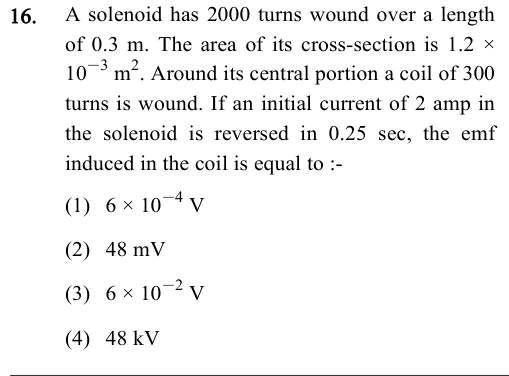 16. A solenoid has 2000 turns wound over a length
of 0.3 m. The area of its cross-section is 1.2 ×
10⁻³ m². Around its central portion a coil of 300
turns is wound. If an initial current of 2 amp in
the solenoid is reversed in 0.25 sec, the emf
induced in the coil is equal to :-
(1) 6 × 10⁻⁴ V
(2) 48 mV
(3) 6 × 10⁻² V
(4) 48 kV